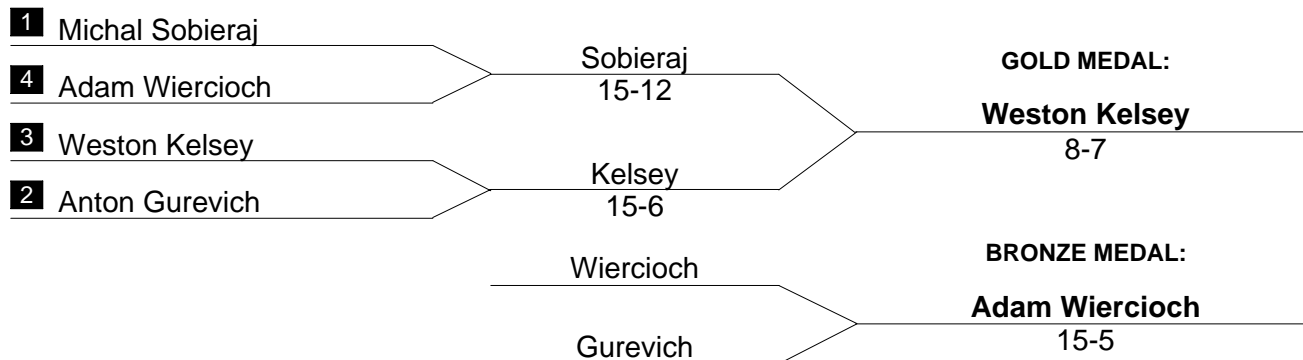 1 Michal Sobieraj
4 Adam Wiercioch
3 Weston Kelsey
2 Anton Gurevich
Sobieraj
15-12
Kelsey
15-6
GOLD MEDAL:
Weston Kelsey
8-7
Wiercioch
Gurevich
BRONZE MEDAL:
Adam Wiercioch
15-5